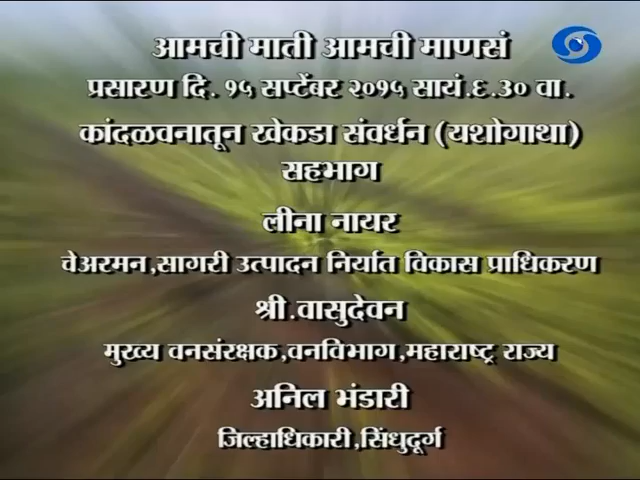 आमची माती आमची माणसं
प्रसारण दि. १५ सप्टेंबर २०१५ सायं.६.३० वा.
कांदळवनातून खेकडा संवर्धन (यशोगाथा)
सहभाग
लीना नायर
चेअरमन,सागरी उत्पादन निर्यात विकास प्राधिकरण
श्री.वासुदेवन
मुख्य वनसंरक्षक,वनविभाग,महाराष्ट्र राज्य
अनिल भंडारी
जिल्हाधिकारी,सिंधुदूर्ग